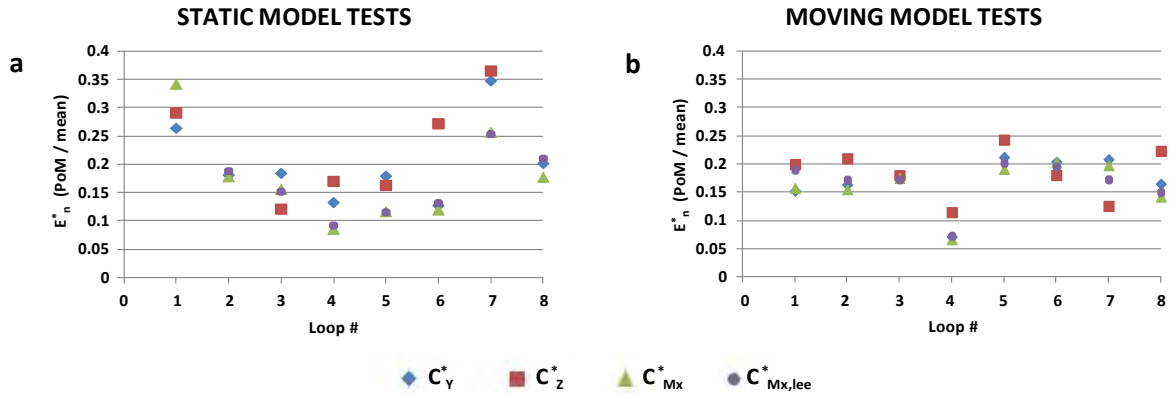 STATIC MODEL TESTS
a
E*n (PoM / mean)
0.4
0.35
0.3
0.25
0.2
0.15
0.1
0.05
0
0 1 2 3 4 5 6 7 8
Loop #
MOVING MODEL TESTS
b
E*n (PoM / mean)
0.4
0.35
0.3
0.25
0.2
0.15
0.1
0.05
0
0 1 2 3 4 5 6 7 8
Loop #
C*Y C*Z C*Mx C*Mx,lee